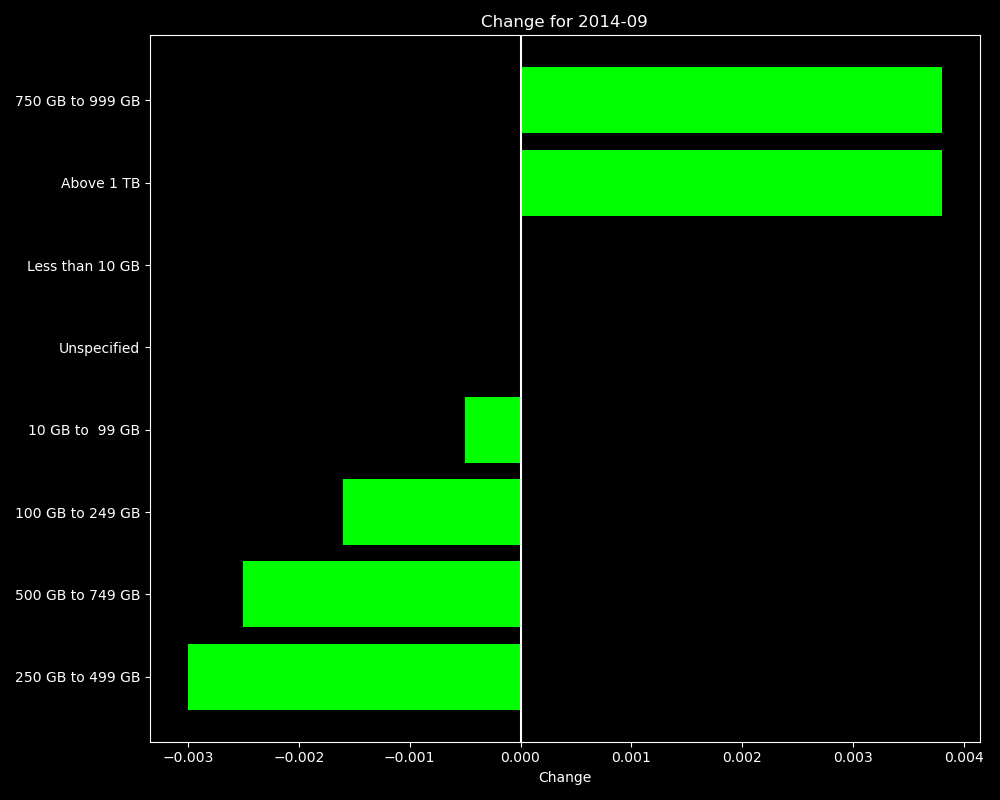 Change for 2014-09
750 GB to 999 GB
Above 1 TB
Less than 10 GB
Unspecified
10 GB to  99 GB
100 GB to 249 GB
500 GB to 749 GB
250 GB to 499 GB
−0.003 −0.002 −0.001 0.000 0.001 0.002 0.003 0.004
Change